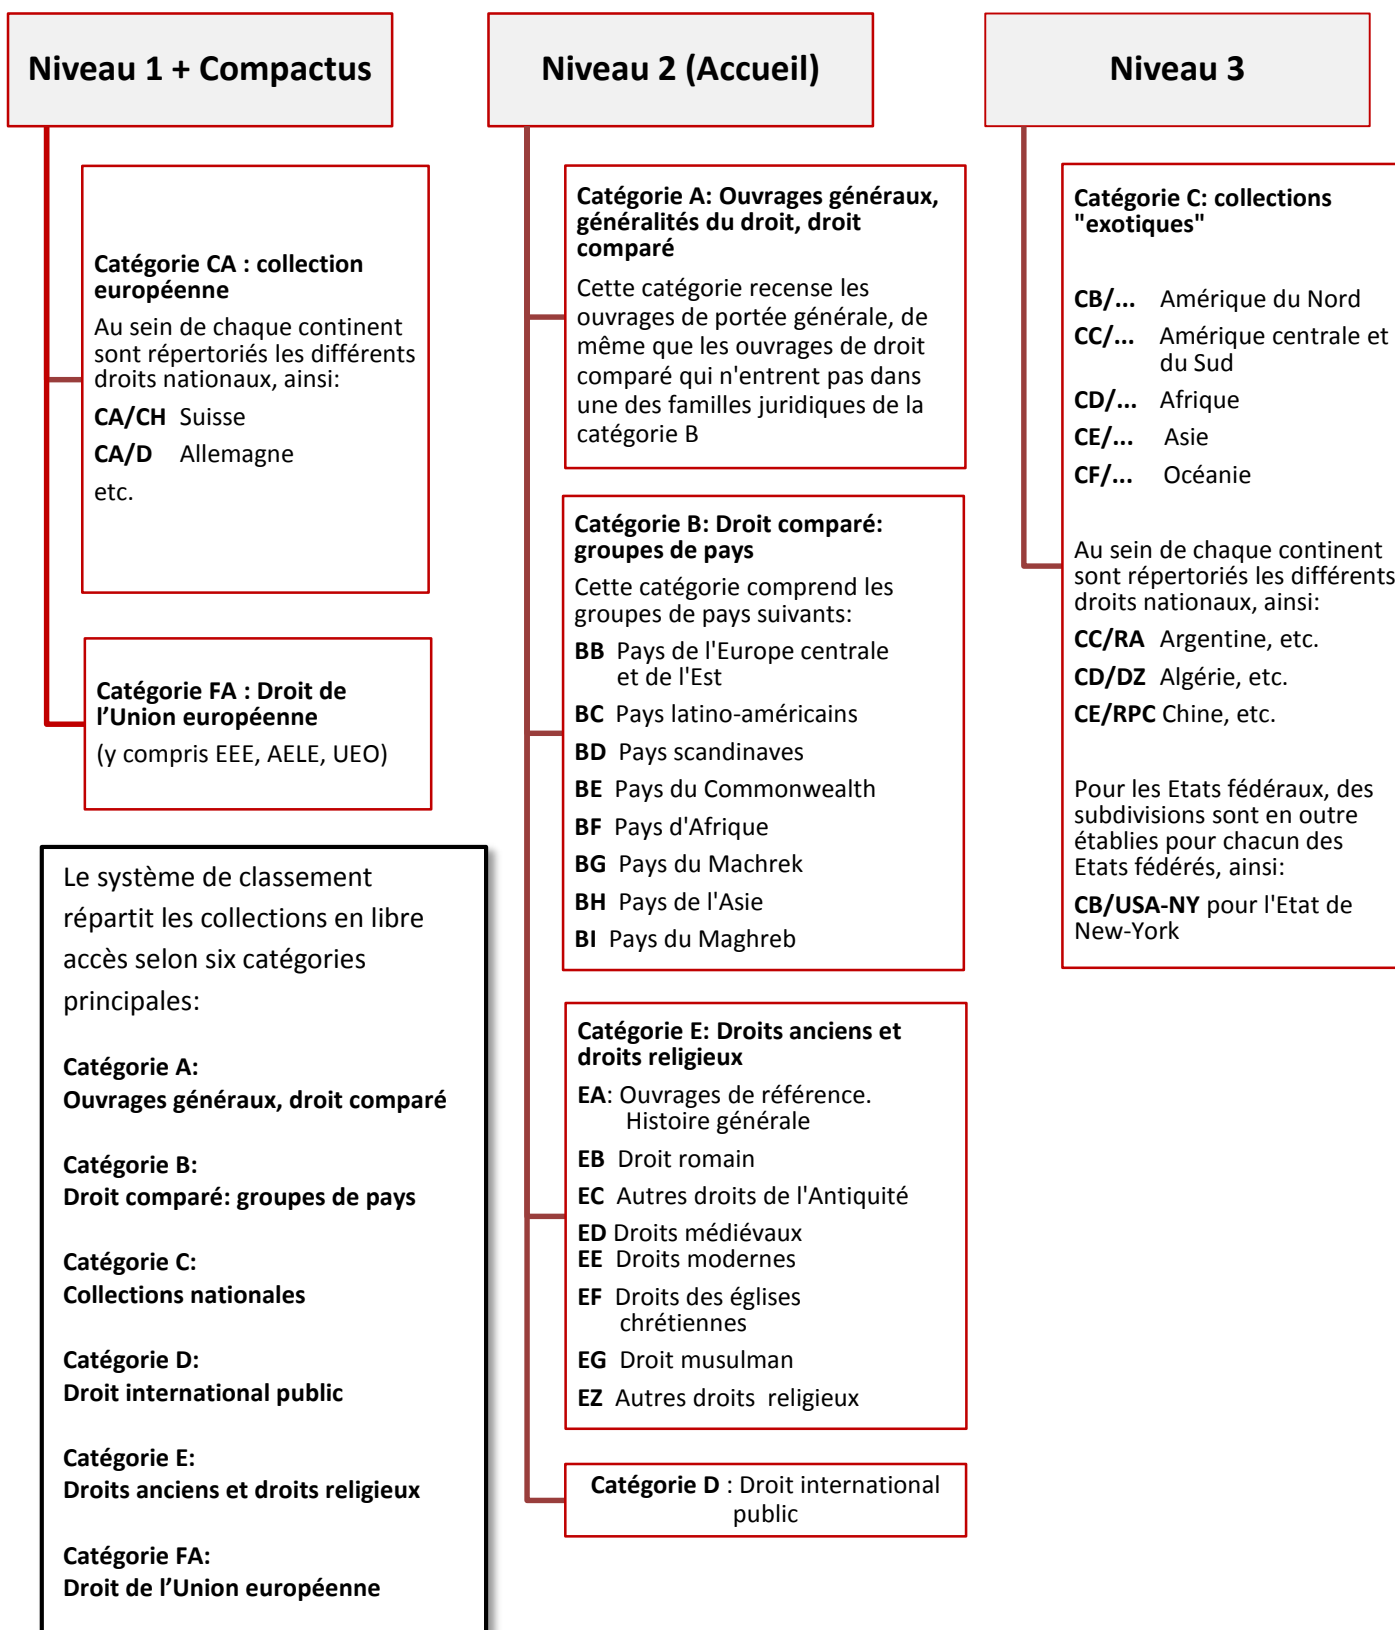 Niveau 1 + Compactus
Catégorie CA : collection
européenne
Au sein de chaque continent
sont répertoriés les différents
droits nationaux, ainsi:
CA/CH Suisse
CA/D Allemagne
etc.
Catégorie FA : Droit de
l’Union européenne
(y compris EEE, AELE, UEO)
Le système de classement
répartit les collections en libre
accès selon six catégories
principales:
Catégorie A:
Ouvrages généraux, droit comparé
Catégorie B:
Droit comparé: groupes de pays
Catégorie C:
Collections nationales
Catégorie D:
Droit international public
Catégorie E:
Droits anciens et droits religieux
Catégorie FA:
Droit de l’Union européenne
Niveau 2 (Accueil)
Catégorie A: Ouvrages généraux,
généralités du droit, droit
comparé
Cette catégorie recense les
ouvrages de portée générale, de
même que les ouvrages de droit
comparé qui n'entrent pas dans
une des familles juridiques de la
catégorie B
Catégorie B: Droit comparé:
groupes de pays
Cette catégorie comprend les
groupes de pays suivants:
BB Pays de l'Europe centrale
et de l'Est
BC Pays latino-américains
BD Pays scandinaves
BE Pays du Commonwealth
BF Pays d'Afrique
BG Pays du Machrek
BH Pays de l'Asie
BI Pays du Maghreb
Catégorie E: Droits anciens et
droits religieux
EA: Ouvrages de référence.
Histoire générale
EB Droit romain
EC Autres droits de l'Antiquité
ED Droits médiévaux
EE Droits modernes
EF Droits des églises
chrétiennes
EG Droit musulman
EZ Autres droits religieux
Catégorie D : Droit international
public
Niveau 3
Catégorie C: collections
"exotiques"
CB/... Amérique du Nord
CC/... Amérique centrale et
du Sud
CD/... Afrique
CE/... Asie
CF/... Océanie
Au sein de chaque continent
sont répertoriés les différents
droits nationaux, ainsi:
CC/RA Argentine, etc.
CD/DZ Algérie, etc.
CE/RPC Chine, etc.
Pour les Etats fédéraux, des
subdivisions sont en outre
établies pour chacun des
Etats fédérés, ainsi:
CB/USA-NY pour l'Etat de
New-York